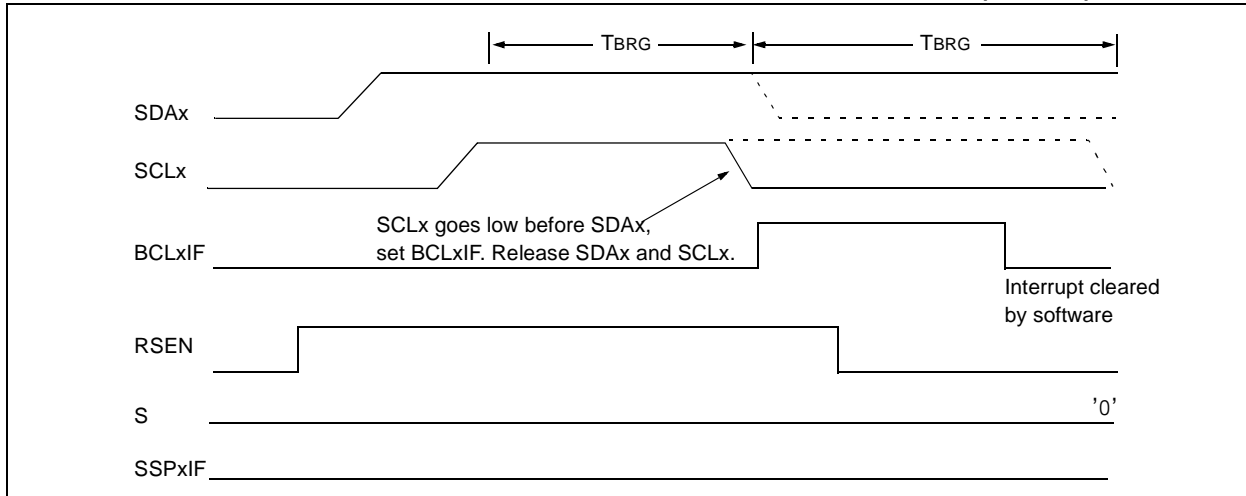 TBRG TBRG
SDAx
SCLx
SCLx goes low before SDAx,
set BCLxIF. Release SDAx and SCLx.
BCLxIF
Interrupt cleared
by software
RSEN
S '0'
SSPxIF